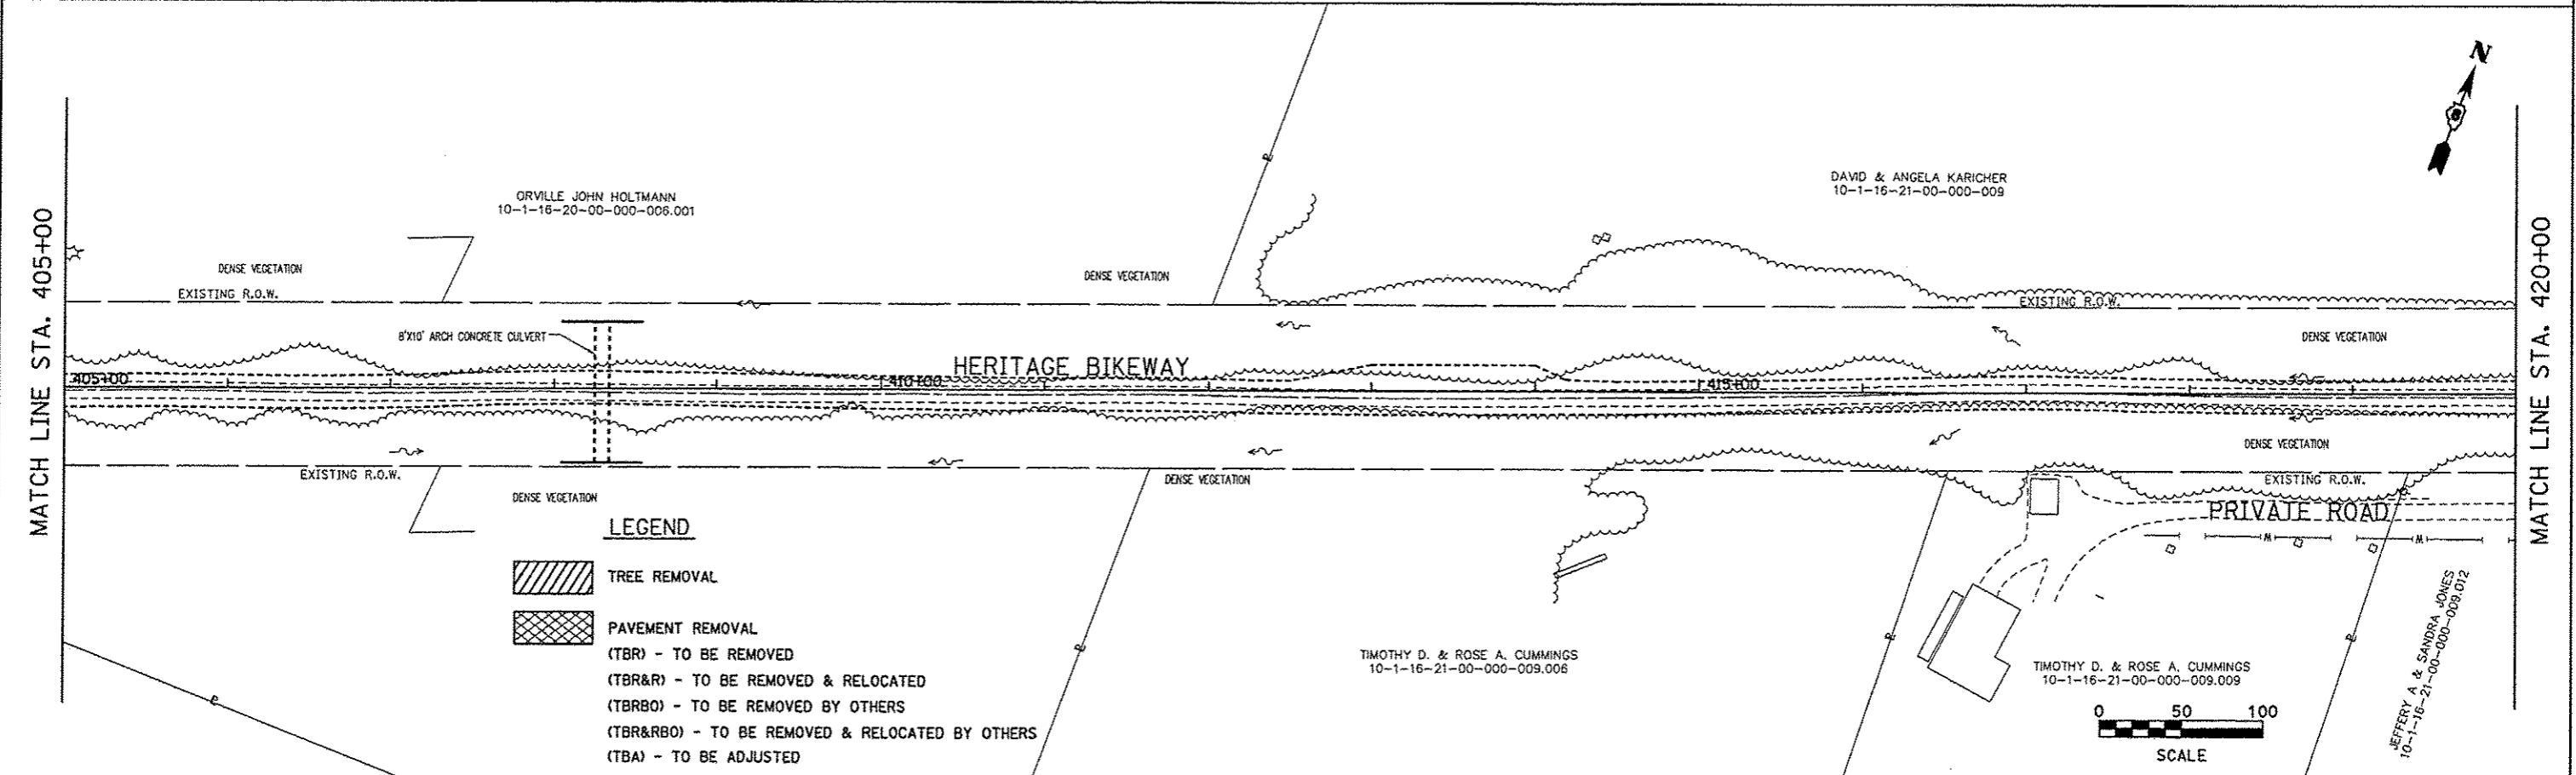 N
ORVILLE JOHN HOLTMANN
10-1-16-20-00-000-006.001
DAVID & ANGELA KARICHER
10-1-16-21-00-000-009
MATCH LINE STA. 405+00
MATCH LINE STA. 420+00
DENSE VEGETATION
DENSE VEGETATION
EXISTING R.O.W.
EXISTING R.O.W.
8'X10' ARCH CONCRETE CULVERT
DENSE VEGETATION
HERITAGE BIKEWAY
405+00
410+00
415+00
DENSE VEGETATION
EXISTING R.O.W.
DENSE VEGETATION
EXISTING R.O.W.
DENSE VEGETATION
PRIVATE ROAD
W
W
LEGEND
TREE REMOVAL
PAVEMENT REMOVAL
(TBR) - TO BE REMOVED
(TBR&R) - TO BE REMOVED & RELOCATED
(TBRBO) - TO BE REMOVED BY OTHERS
(TBR&RBO) - TO BE REMOVED & RELOCATED BY OTHERS
(TBA) - TO BE ADJUSTED
TIMOTHY D. & ROSE A. CUMMINGS
10-1-16-21-00-000-009.006
TIMOTHY D. & ROSE A. CUMMINGS
10-1-16-21-00-000-009.009
JEFFERY A & SANDRA JONES
10-1-16-21-00-000-009.012
0 50 100
SCALE